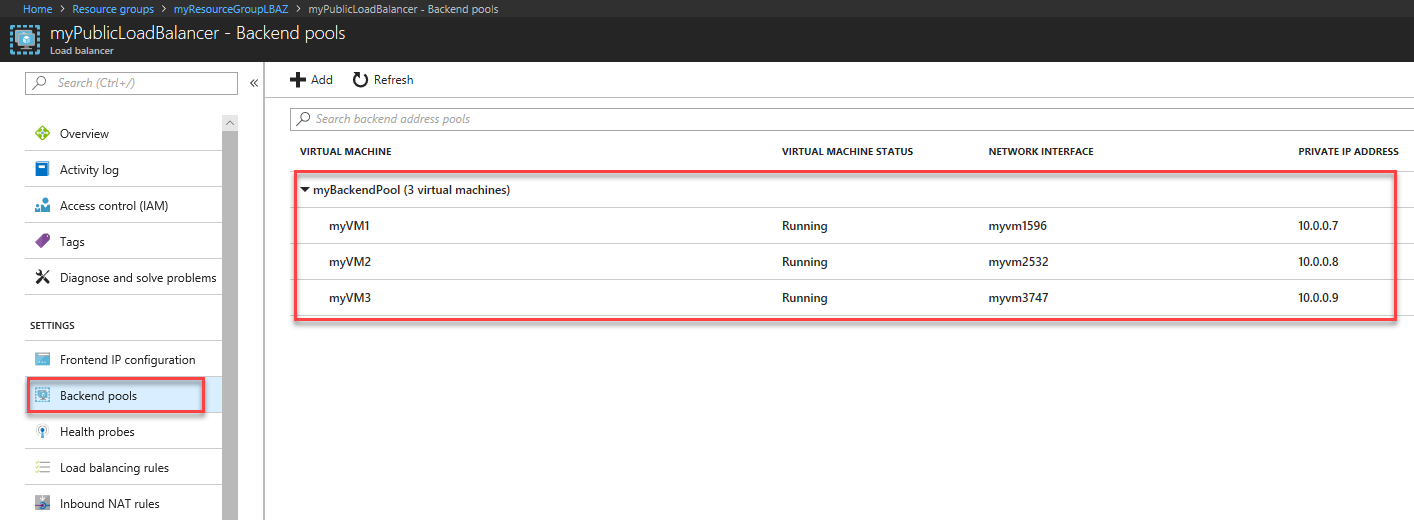 Home > Resource groups > myResourceGroupLBAZ > myPublicLoadBalancer - Backend pools
myPublicLoadBalancer - Backend pools
Load balancer
Search (Ctrl+/)
«
Overview
Activity log
Access control (IAM)
Tags
Diagnose and solve problems
SETTINGS
Frontend IP configuration
Backend pools
Health probes
Load balancing rules
Inbound NAT rules
Add Refresh
Search backend address pools
VIRTUAL MACHINE VIRTUAL MACHINE STATUS NETWORK INTERFACE PRIVATE IP ADDRESS
myBackendPool (3 virtual machines)
myVM1 Running myvm1596 10.0.0.7
myVM2 Running myvm2532 10.0.0.8
myVM3 Running myvm3747 10.0.0.9